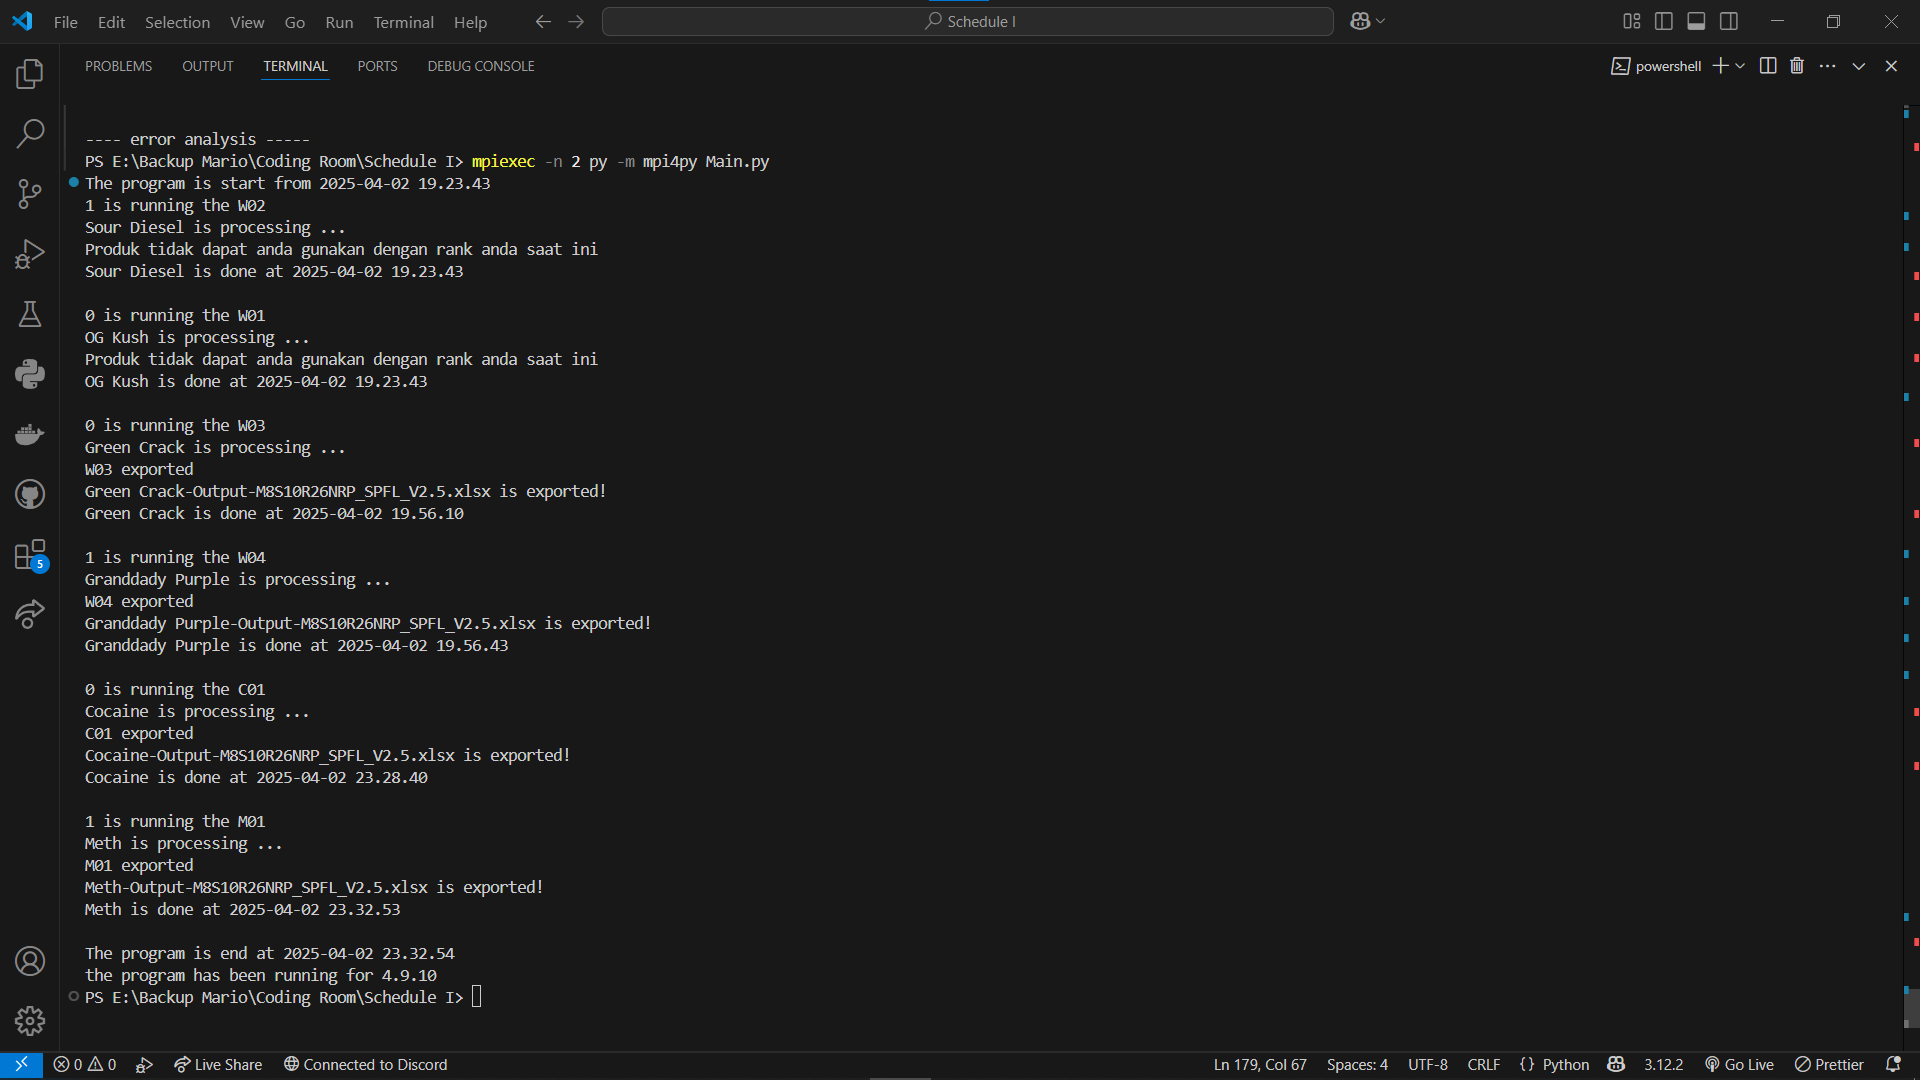 File Edit Selection View Go Run Terminal Help
Schedule I
PROBLEMS OUTPUT TERMINAL PORTS DEBUG CONSOLE
powershell
---- error analysis -----
PS E:\Backup Mario\Coding Room\Schedule I> mpiexec -n 2 py -m mpi4py Main.py
The program is start from 2025-04-02 19.23.43
1 is running the W02
Sour Diesel is processing ...
Produk tidak dapat anda gunakan dengan rank anda saat ini
Sour Diesel is done at 2025-04-02 19.23.43
0 is running the W01
OG Kush is processing ...
Produk tidak dapat anda gunakan dengan rank anda saat ini
OG Kush is done at 2025-04-02 19.23.43
0 is running the W03
Green Crack is processing ...
W03 exported
Green Crack-Output-M8S10R26NRP_SPFL_V2.5.xlsx is exported!
Green Crack is done at 2025-04-02 19.56.10
1 is running the W04
Granddady Purple is processing ...
W04 exported
Granddady Purple-Output-M8S10R26NRP_SPFL_V2.5.xlsx is exported!
Granddady Purple is done at 2025-04-02 19.56.43
0 is running the C01
Cocaine is processing ...
C01 exported
Cocaine-Output-M8S10R26NRP_SPFL_V2.5.xlsx is exported!
Cocaine is done at 2025-04-02 23.28.40
1 is running the M01
Meth is processing ...
M01 exported
Meth-Output-M8S10R26NRP_SPFL_V2.5.xlsx is exported!
Meth is done at 2025-04-02 23.32.53
The program is end at 2025-04-02 23.32.54
the program has been running for 4.9.10
PS E:\Backup Mario\Coding Room\Schedule I>
5
0 0 Live Share Connected to Discord Ln 179, Col 67 Spaces: 4 UTF-8 CRLF {} Python 3.12.2 Go Live Prettier